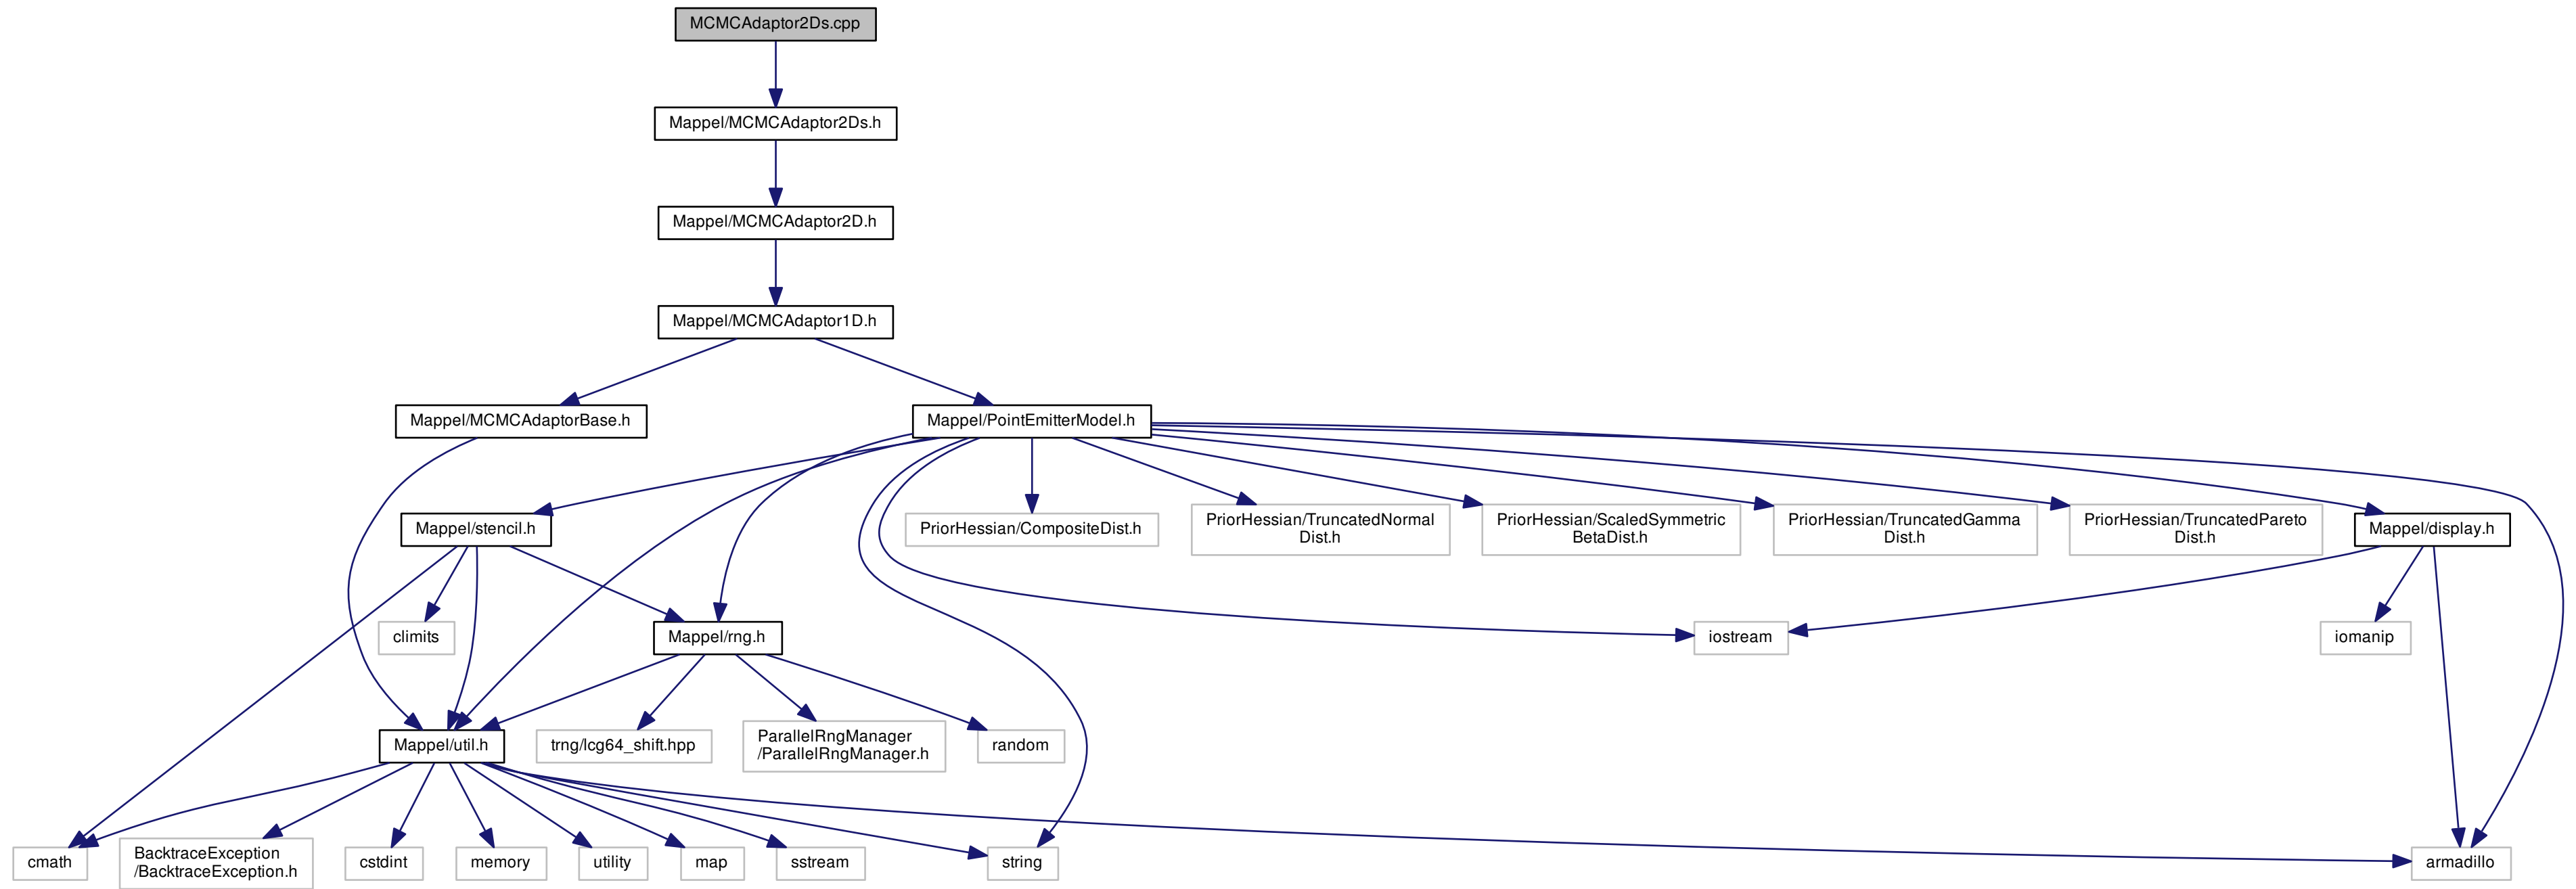 MCMCAdaptor2Ds.cpp
Mappel/MCMCAdaptor2Ds.h
Mappel/MCMCAdaptor2D.h
Mappel/MCMCAdaptor1D.h
Mappel/MCMCAdaptorBase.h
Mappel/PointEmitterModel.h
Mappel/stencil.h
PriorHessian/CompositeDist.h
PriorHessian/TruncatedNormal
Dist.h
PriorHessian/ScaledSymmetric
BetaDist.h
PriorHessian/TruncatedGamma
Dist.h
PriorHessian/TruncatedPareto
Dist.h
Mappel/display.h
climits
Mappel/rng.h
iostream
iomanip
Mappel/util.h
trng/lcg64_shift.hpp
ParallelRngManager
/ParallelRngManager.h
random
cmath
BacktraceException
/BacktraceException.h
cstdint
memory
utility
map
sstream
string
armadillo